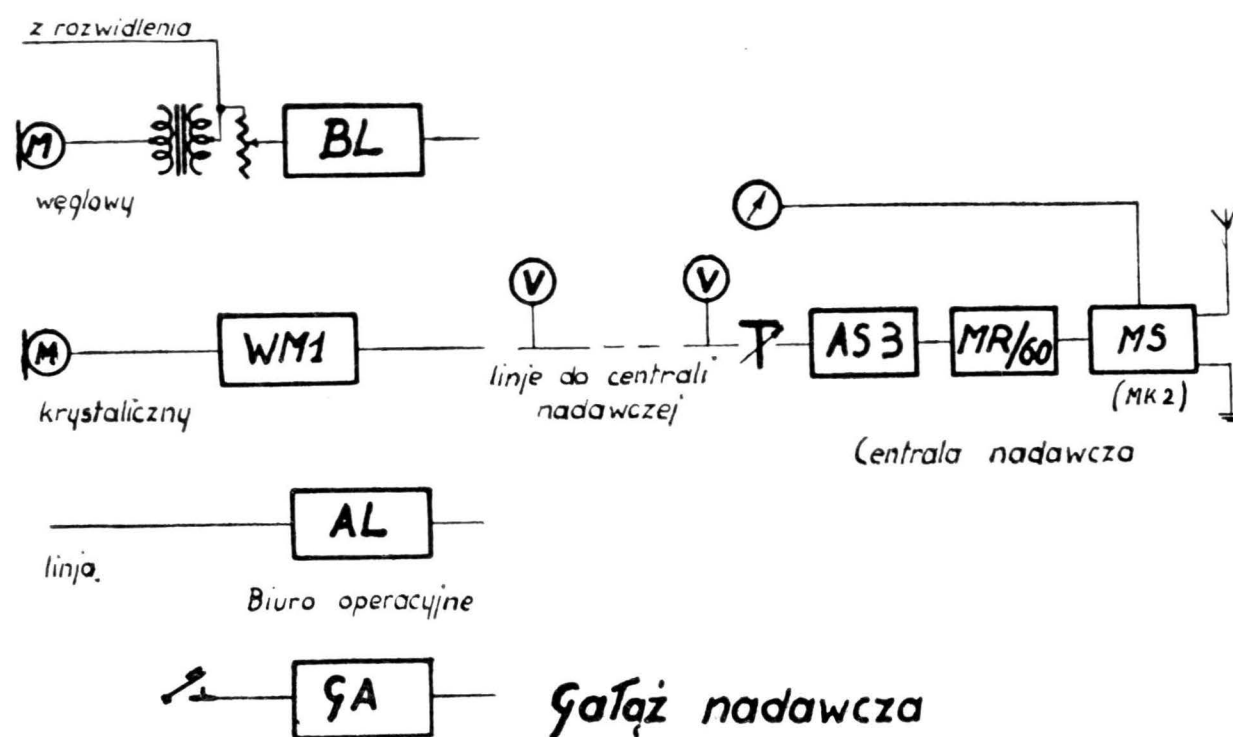 z rozwidlenia
M
BL
węglowy
V
V
M
WM1
AS3
MR/60
MS
linje do centrali
nadawczej
(MK2)
krystaliczny
Centrala nadawcza
AL
linja.
Biuro operacyjne
GA
Gałąź nadawcza